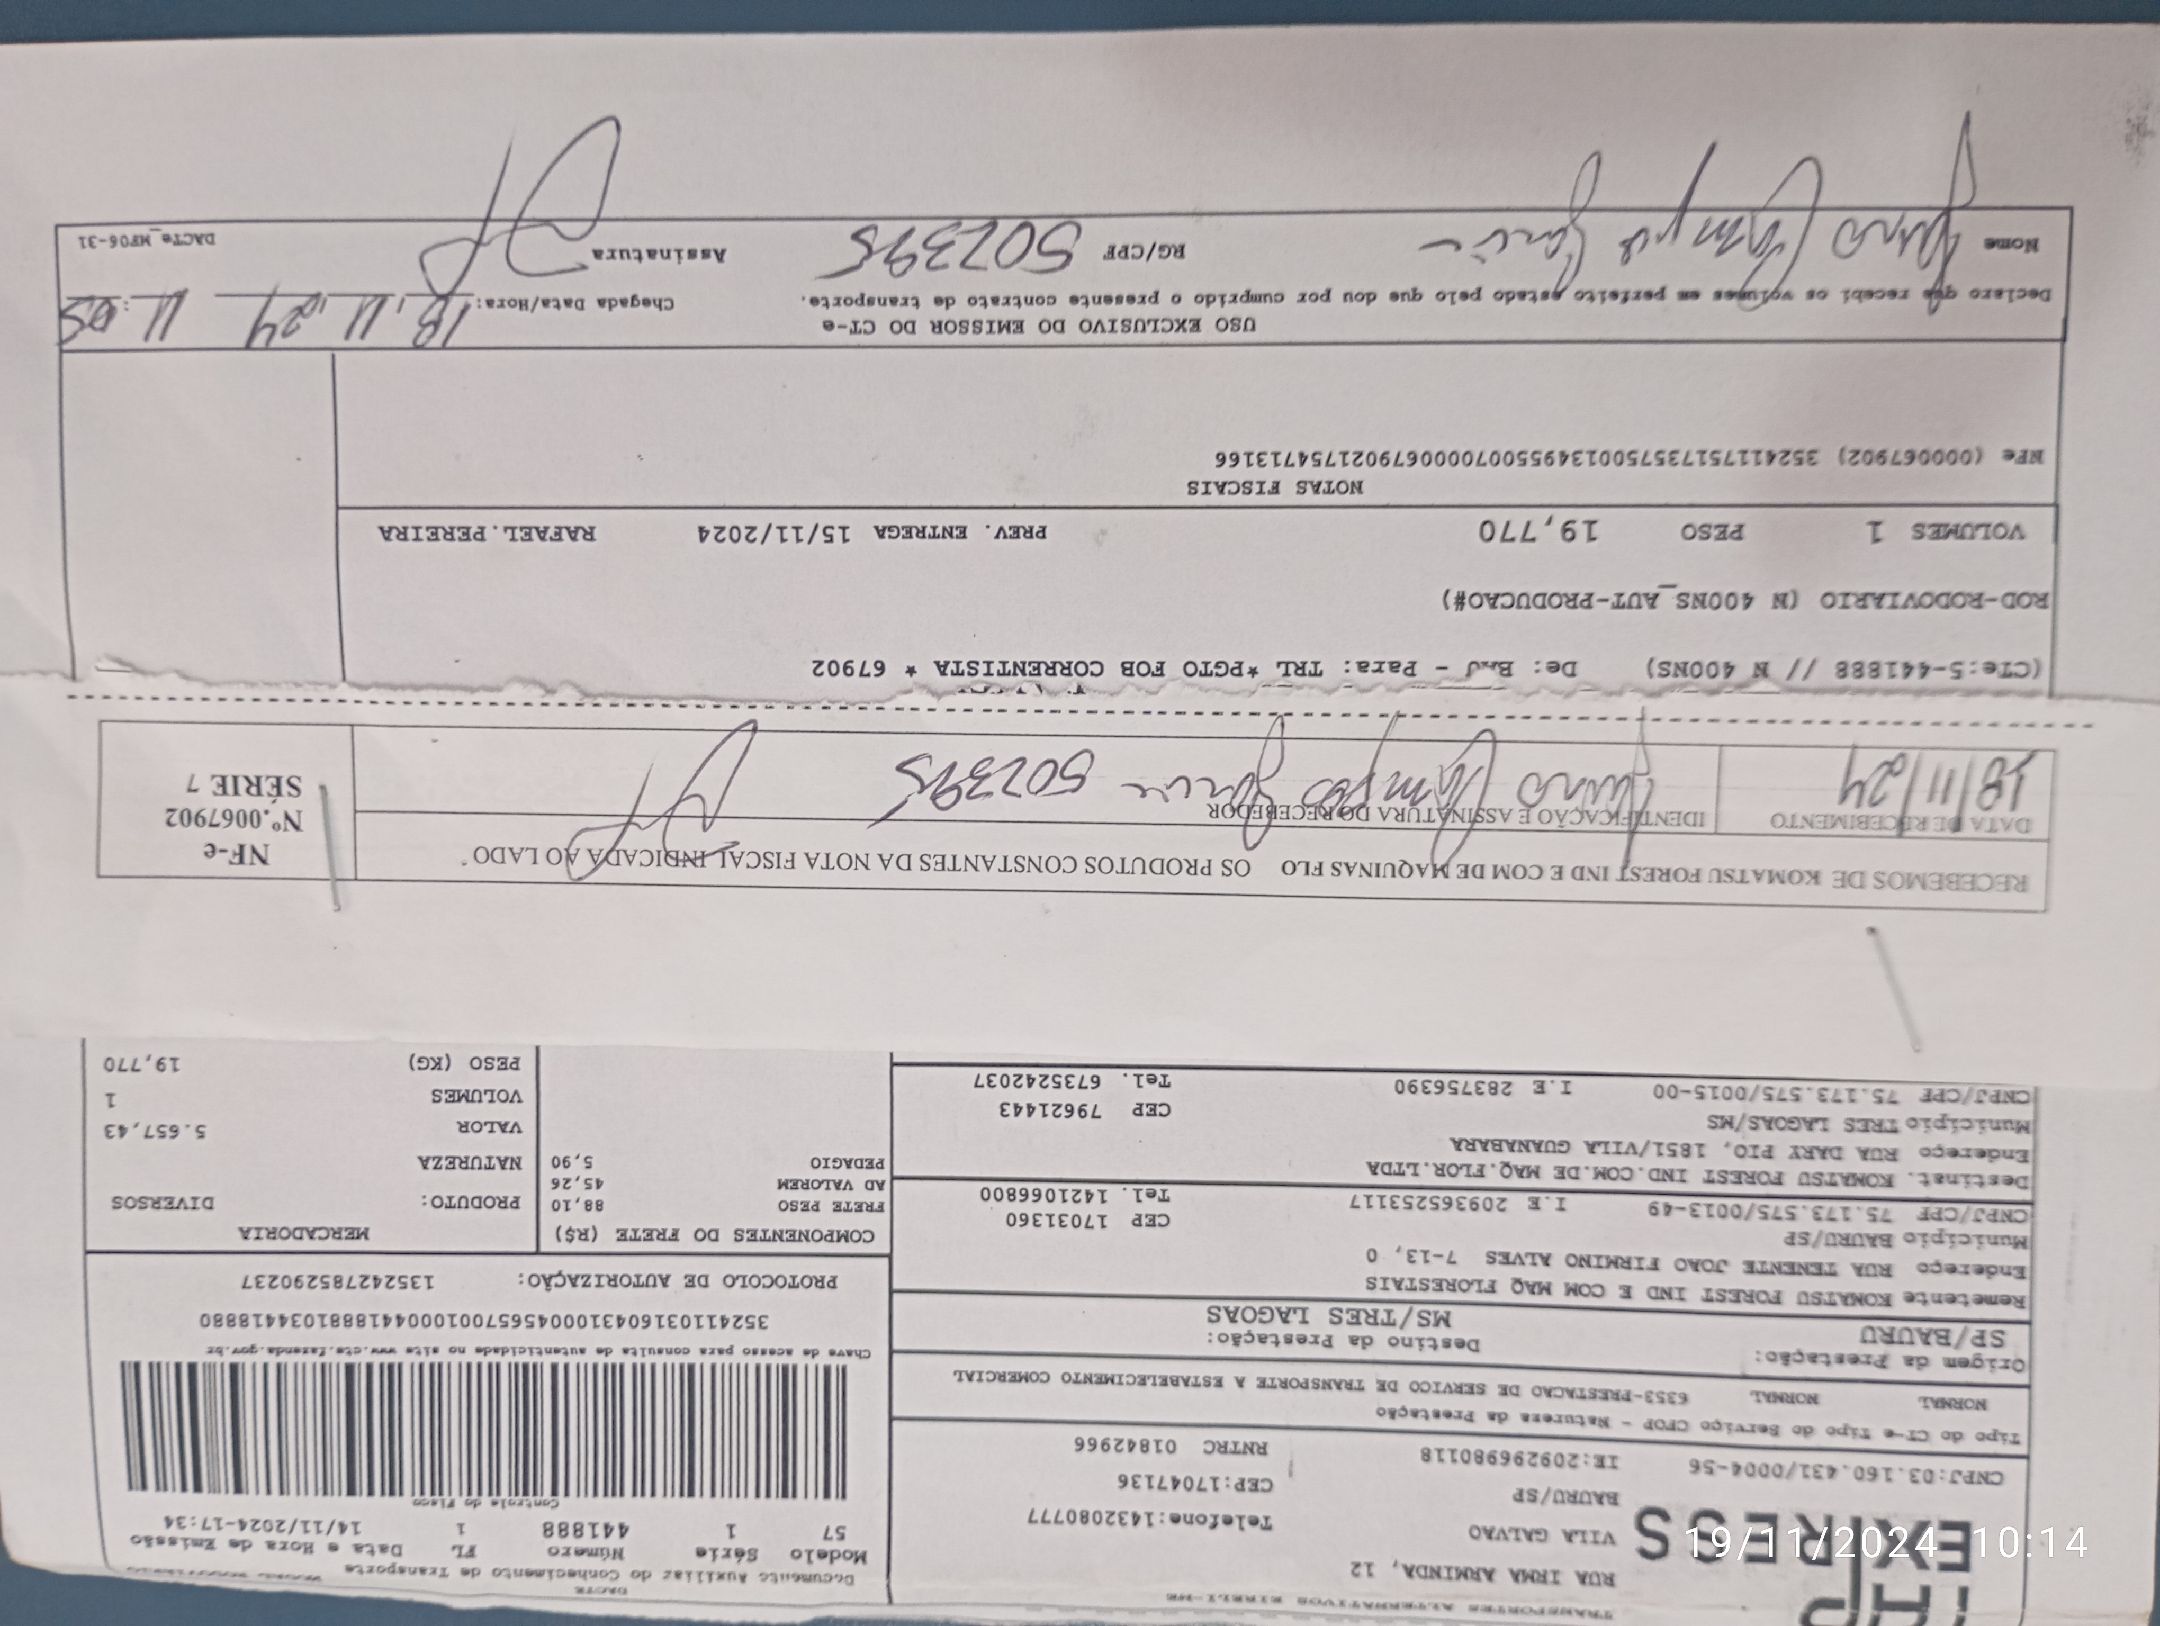 EXPRESS
RUA IRMA ARMINDA, 12
VILA GALVAO
Telefone:1432080777
BAURU/SP
CEP:17047136
CNPJ:03.160.431/0004-56 IE:209296980118 RNTRC 01842966
Tipo do CT-e Tipo do Serviço CFOP - Natureza da Prestação
NORMAL NORMAL 6353-PRESTACAO DE SERVICO DE TRANSPORTE A ESTABELECIMENTO COMERCIAL
Origem da Prestação: Destino da Prestação:
SP/BAURU MS/TRES LAGOAS
Remetente KOMATSU FOREST IND E COM MAQ FLORESTAIS
Endereço RUA TENENTE JOAO FIRMINO ALVES 7-13, 0
Município BAURU/SP CEP 17031360
CNPJ/CPF 75.173.575/0013-49 I.E 209365253117 Tel. 1421066800
Destinat. KOMATSU FOREST IND.COM.DE MAQ.FLOR.LTDA
Endereço RUA DARY PIO, 1851/VILA GUANABARA
Município TRES LAGOAS/MS CEP 79621443
CNPJ/CPF 75.173.575/0015-00 I.E 283756390 Tel. 6735242037
DACTE
Documento Auxiliar do Conhecimento de Transporte
Modelo Série Número FL Data e Hora de Emissão
57 1 441888 1 14/11/2024-17:34
Controle do Fisco
Chave de acesso para consulta de autenticidade no site www.cte.fazenda.gov.br
35241103160431000456570010004418881034418880
PROTOCOLO DE AUTORIZAÇÃO: 135242785290237
COMPONENTES DO FRETE (R$) MERCADORIA
FRETE PESO 88,10 PRODUTO: DIVERSOS
AD VALOREM 45,26
PEDAGIO 5,90 NATUREZA
VALOR 5.657,43
VOLUMES 1
PESO (KG) 19,770
RECEBEMOS DE KOMATSU FOREST IND E COM DE MAQUINAS FLO OS PRODUTOS CONSTANTES DA NOTA FISCAL INDICADA AO LADO
DATA DE RECEBIMENTO IDENTIFICAÇÃO E ASSINATURA DO RECEBEDOR
18/11/24 502395
NF-e
Nº.0067902
SÉRIE 7
(CTe:5-441888 // N 400NS) De: BAU - Para: TRL *PGTO FOB CORRENTISTA * 67902
ROD-RODOVIARIO (N 400NS_AUT-PRODUCAO#)
VOLUMES 1 PESO 19,770 PREV. ENTREGA 15/11/2024 RAFAEL.PEREIRA
NOTAS FISCAIS
NFe (000067902) 35241175173575001349550070000679021754713166
USO EXCLUSIVO DO EMISSOR DO CT-e
Declaro que recebi os volumes em perfeito estado pelo que dou por cumprido o presente contrato de transporte.
Chegada Data/Hora: 18.11.24 11:05
Nome RG/CPF 502395 Assinatura
DACTe_MF06-31
19/11/2024 10:14